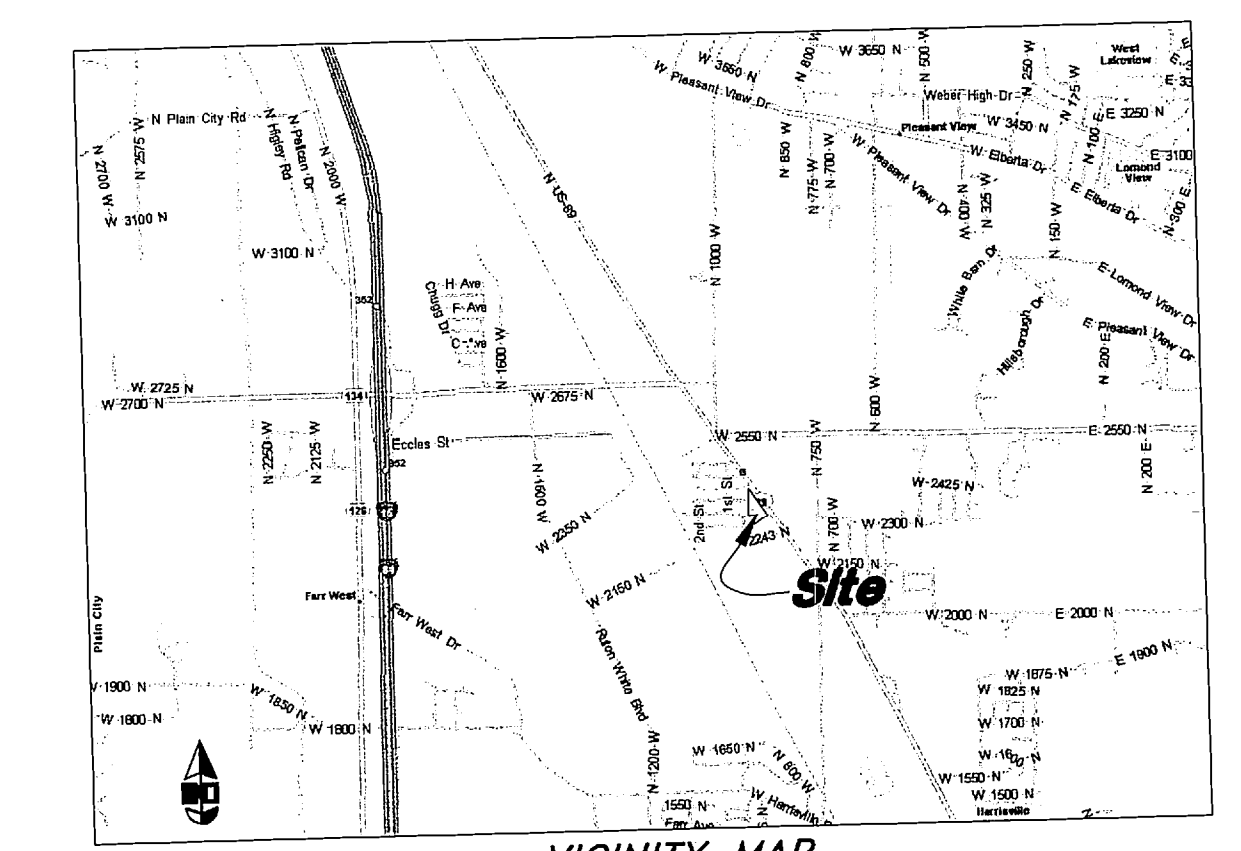 W 3650 N
N 800 W
W 3650 N
N 500 W
N 250 W
West
Lakeview
W Pleasant View Dr
Weber High Dr
N 175 W
N Plain City Rd
N 2575 W
N 2700 W
N Higley Rd
N Pelican Dr
N 2000 W
Pleasant View
W 3450 N
E 3250 N
N 100 E
N 850 W
N 775 W
N 700 W
W Pleasant View Dr
W Elberta Dr
E 3100
Lomond
View
N US-89
W 3100 N
N 400 W
N 325 W
N 150 W
E Elberta Dr
N 300 E
W 3100 N
N 1000 W
White Barn Dr
E Lomond View Dr
H Ave
F Ave
C Ave
Chugg Dr
352
Hillsborough Dr
E Pleasant View Dr
N 1600 W
N 200 E
W 2725 N
W 2700 N
134
W 2675 N
N 600 W
W 2550 N
E 2550 N
N 2250 W
N 2125 W
Eccles St
352
N 750 W
N 200 E
N 1600 W
1st St
2nd St
W 2425 N
126
W 2350 N
2243 N
N 700 W
W 2300 N
W 2150 N
W 2150 N
Site
Farr West
Farr West Dr
Plain City
W 2000 N
E 2000 N
Rulon White Blvd
E 1900 N
W 1900 N
W 1800 N
W 1850 N
W 1800 N
W 1875 N
W 1825 N
W 1700 N
W 1600 N
N 1200 W
W 1650 N
N 600 W
W 1550 N
W 1500 N
Harrisville
1550 N
Farr Ave
W Harrisville
VICINITY MAP